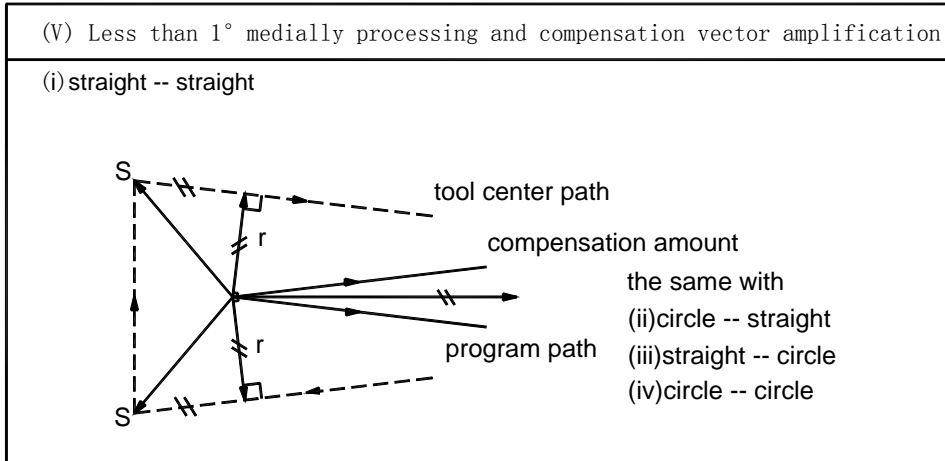 (V) Less than 1° medially processing and compensation vector amplification
(i) straight -- straight
S
tool center path
r
compensation amount
the same with
(ii)circle -- straight
r
program path
(iii)straight -- circle
(iv)circle -- circle
S